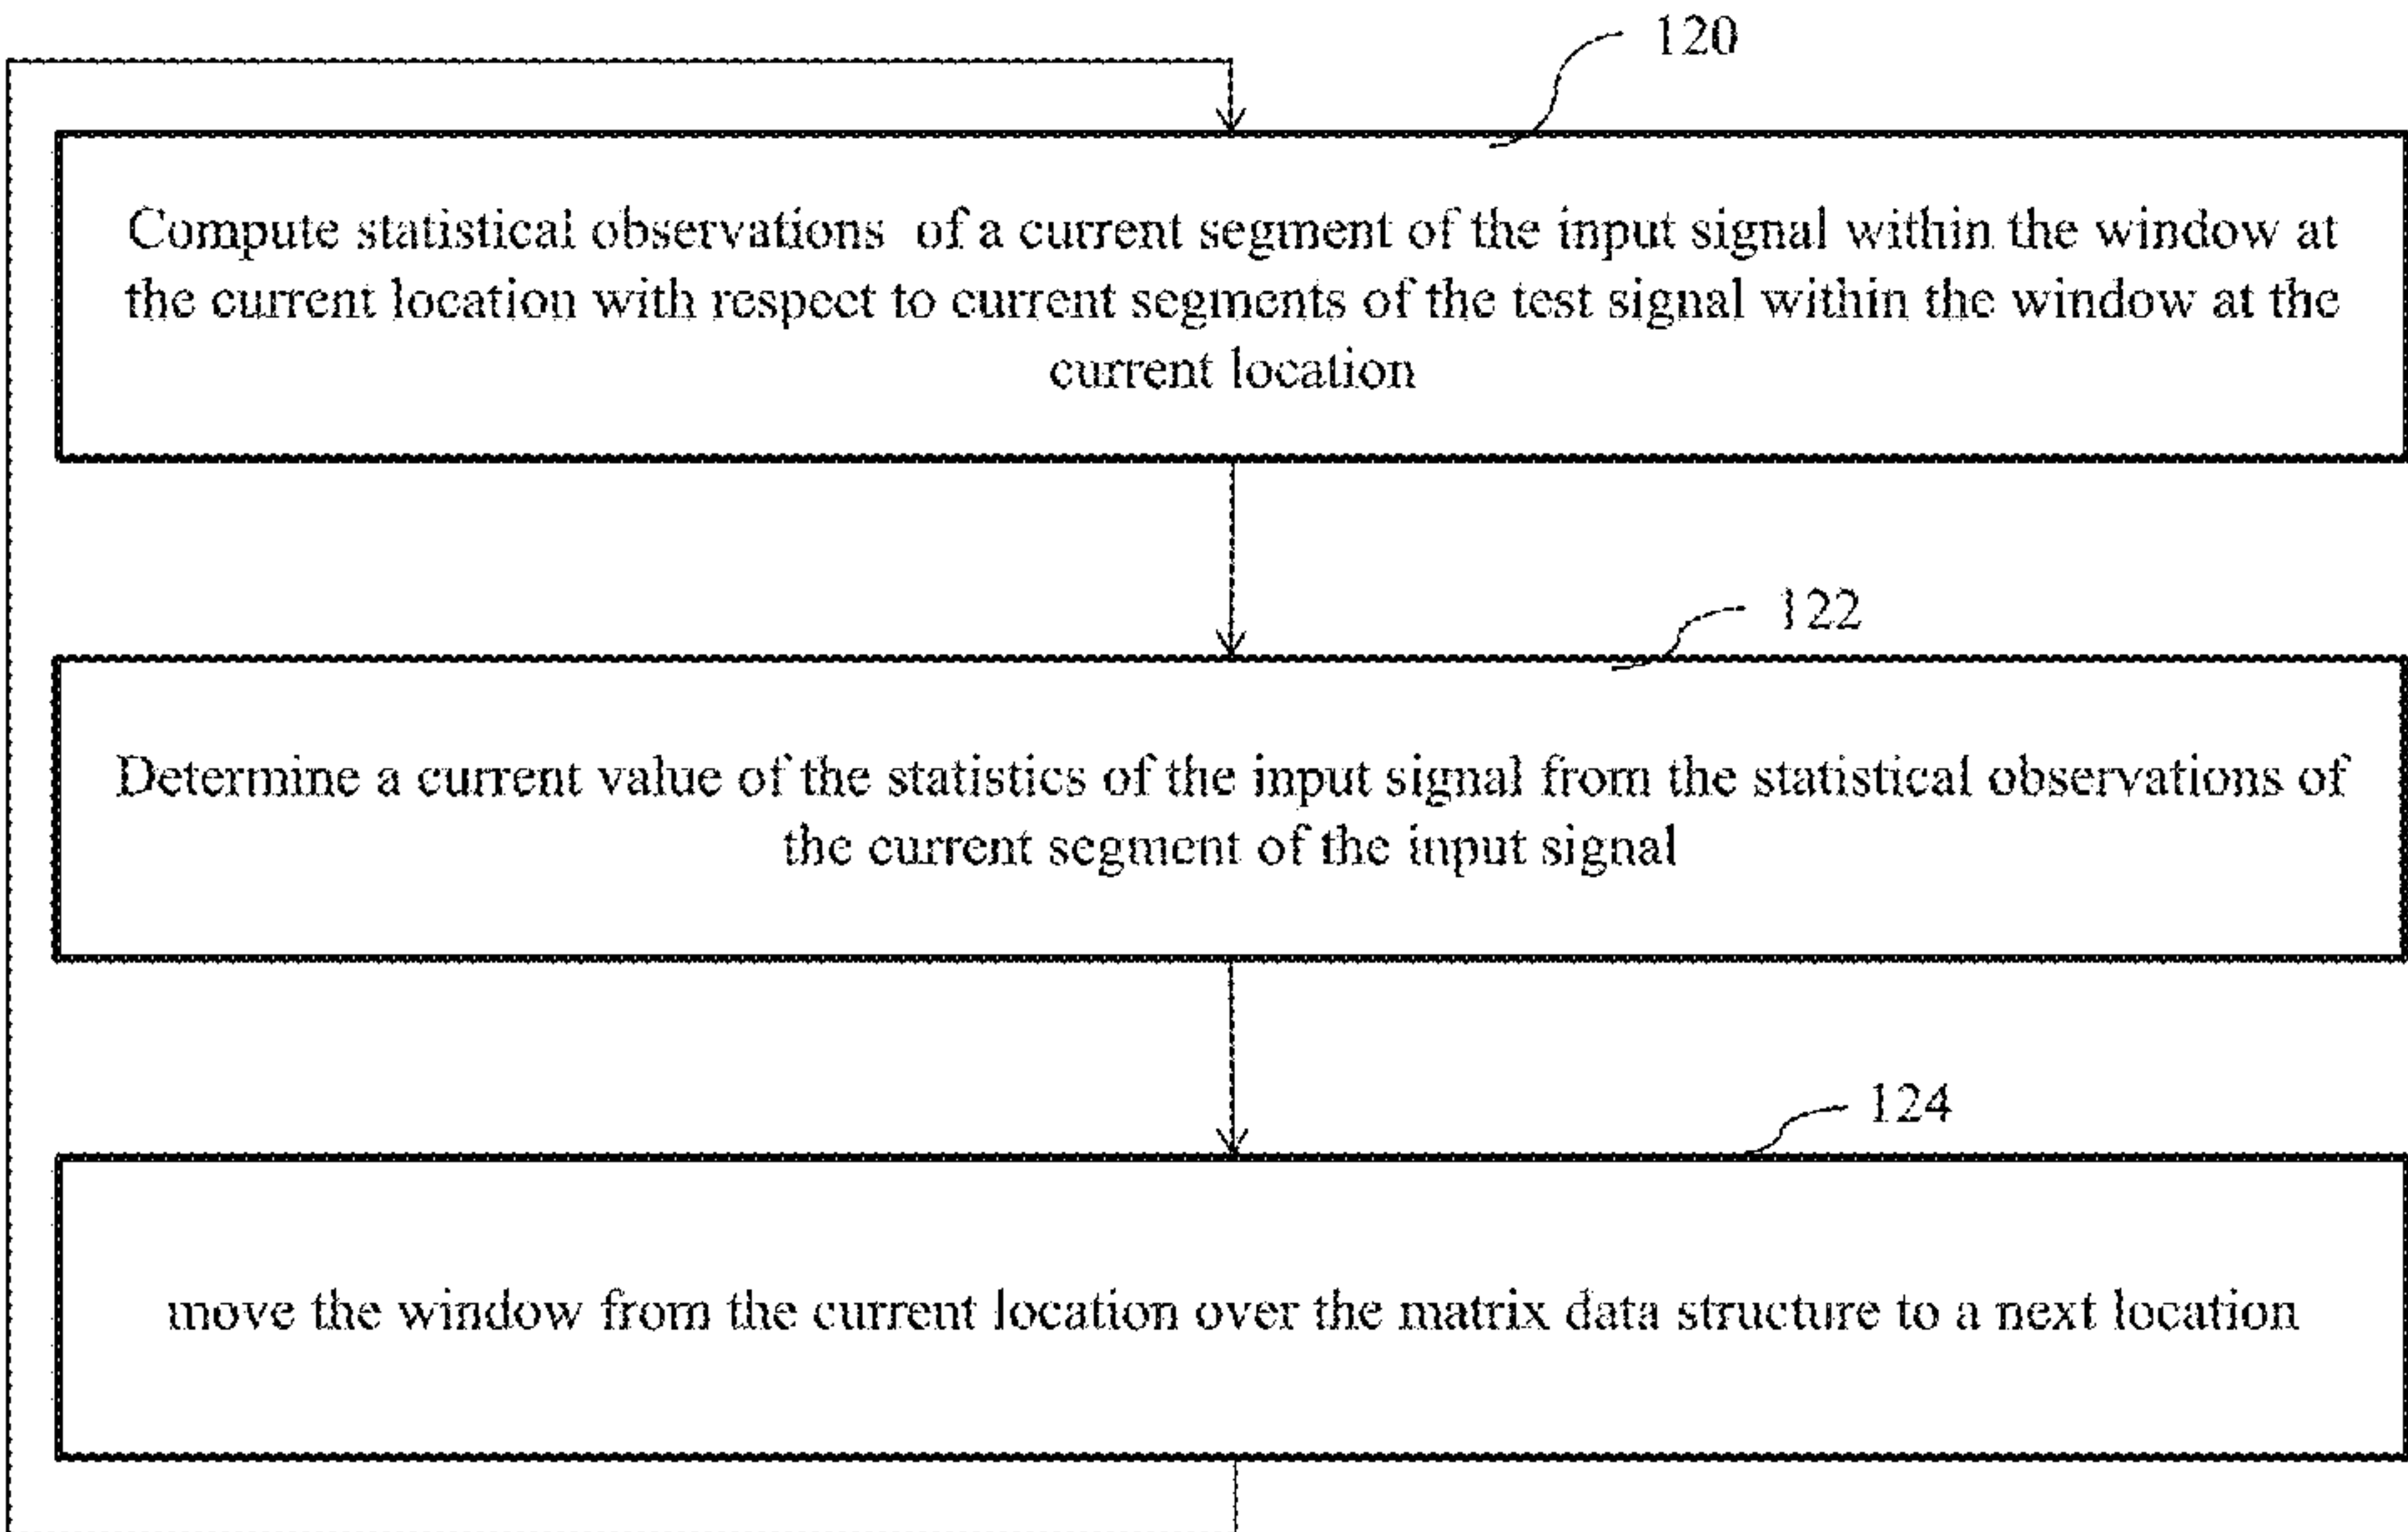 120
Compute statistical observations of a current segment of the input signal within the window at
the current location with respect to current segments of the test signal within the window at the
current location
122
Determine a current value of the statistics of the input signal from the statistical observations of
the current segment of the input signal
124
move the window from the current location over the matrix data structure to a next location